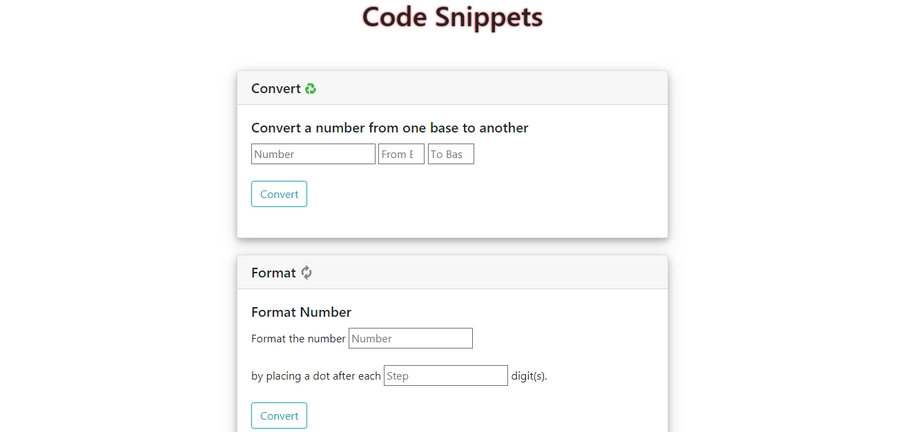 Code Snippets
Convert
Convert a number from one base to another
Number From To Bas
Convert
Format
Format Number
Format the number Number
by placing a dot after each Step digit(s).
Convert